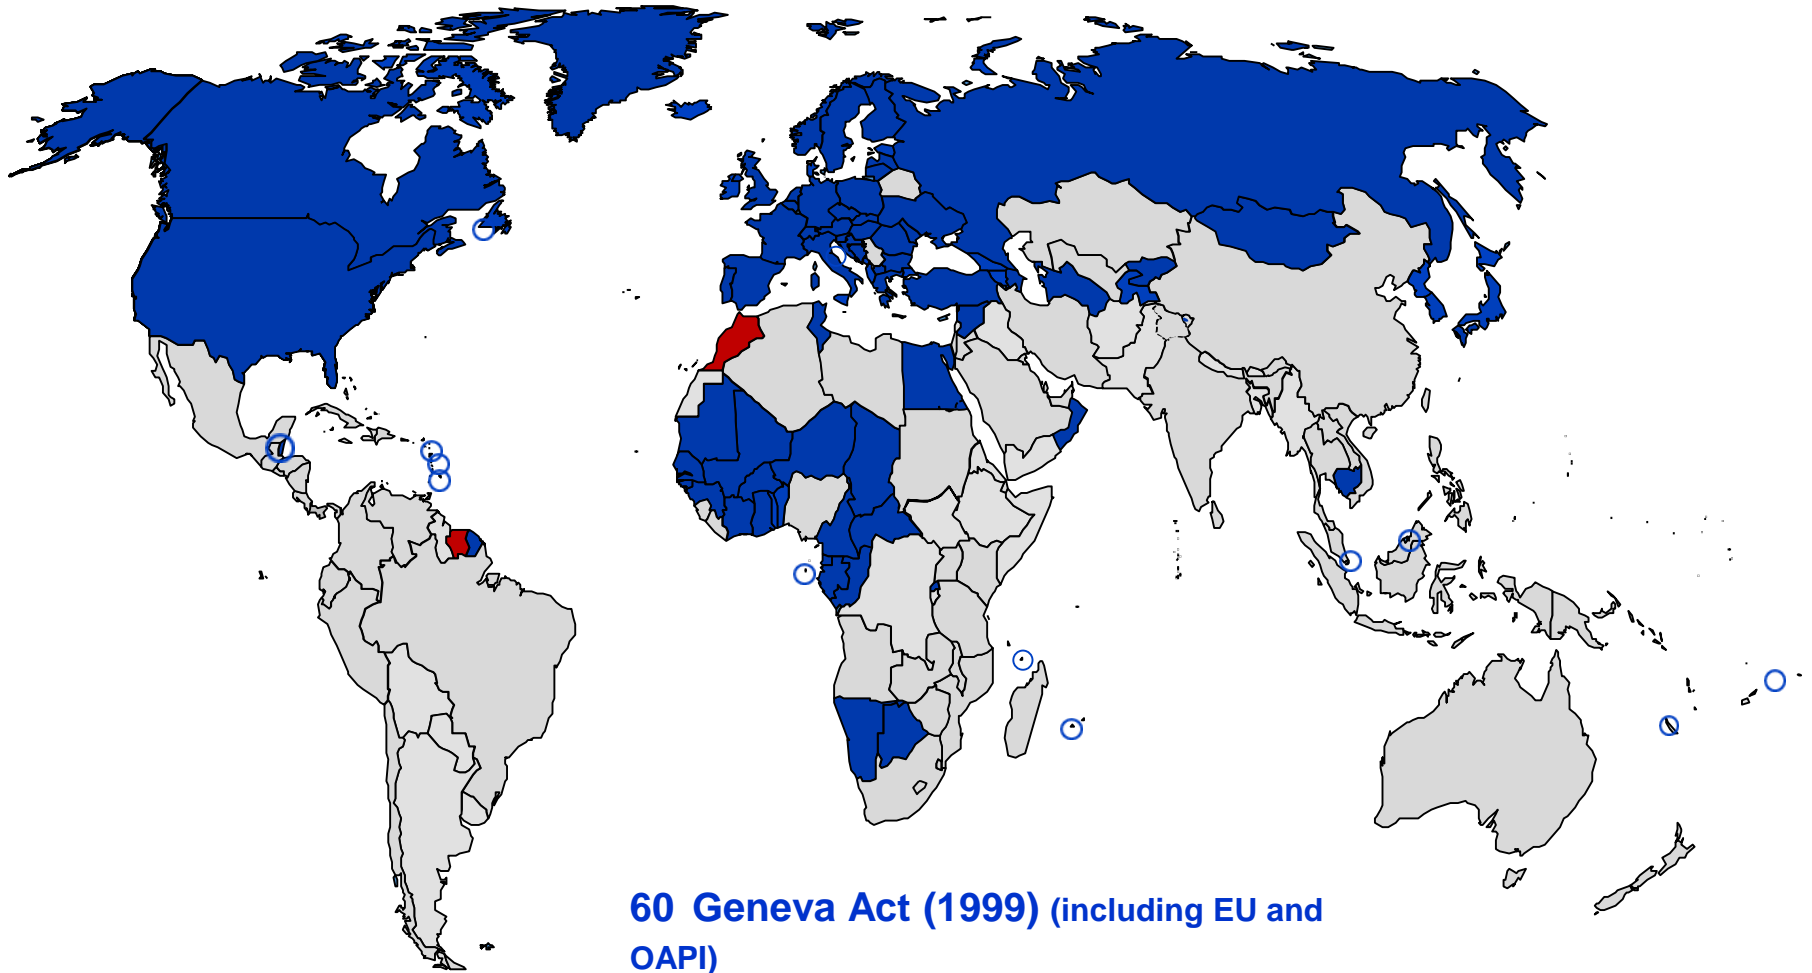 60 Geneva Act (1999) (including EU and
OAPI)